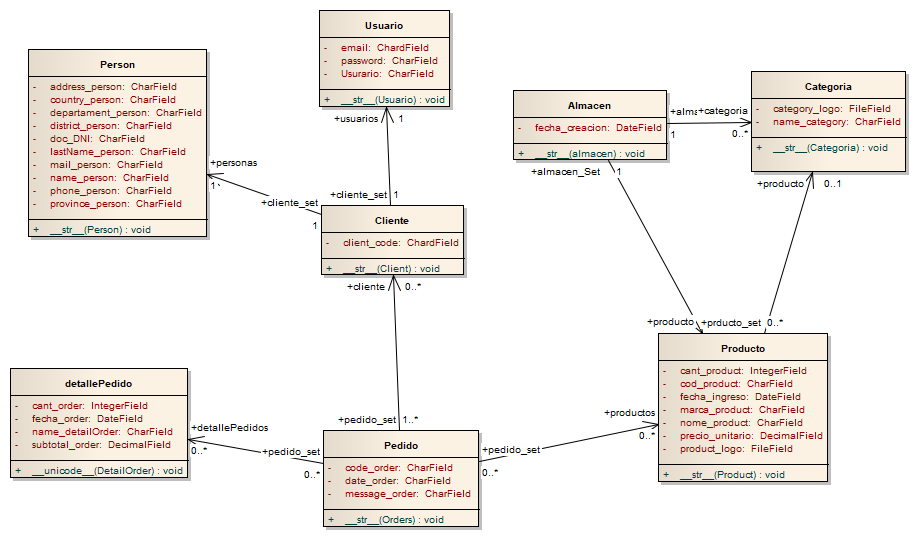 Usuario
- email: ChardField
- password: CharField
- Usurario: CharField
+ __str__(Usuario) : void
+usuarios 1
Person
- address_person: CharField
- country_person: CharField
- departament_person: CharField
- district_person: CharField
- doc_DNI: CharField
- lastName_person: CharField
- mail_person: CharField
- name_person: CharField
- phone_person: CharField
- province_person: CharField
+ __str__(Person) : void
+personas
1
+cliente_set 1
+cliente_set
1
Cliente
- client_code: ChardField
+ __str__(Client) : void
+cliente 0..*
Almacen
- fecha_creacion: DateField
+ __str__(almacen) : void
+almacen_Set 1
+alma
+categoria
1
0..*
Categoria
- category_logo: FileField
- name_category: CharField
+ __str__(Categoria) : void
+producto 0..1
+producto
+prducto_set 0..*
Producto
- cant_product: IntegerField
- cod_product: CharField
- fecha_ingreso: DateField
- marca_product: CharField
- nome_product: CharField
- precio_unitario: DecimalField
- product_logo: FileField
+ __str__(Product) : void
+productos
0..*
detallePedido
- cant_order: IntegerField
- fecha_order: DateField
- name_detailOrder: CharField
- subtotal_order: DecimalField
+ __unicode__(DetailOrder) : void
+detallePedidos
0..*
+pedido_set
0..*
+pedido_set 1..*
+pedido_set
0..*
Pedido
- code_order: CharField
- date_order: CharField
- message_order: CharField
+ __str__(Orders) : void